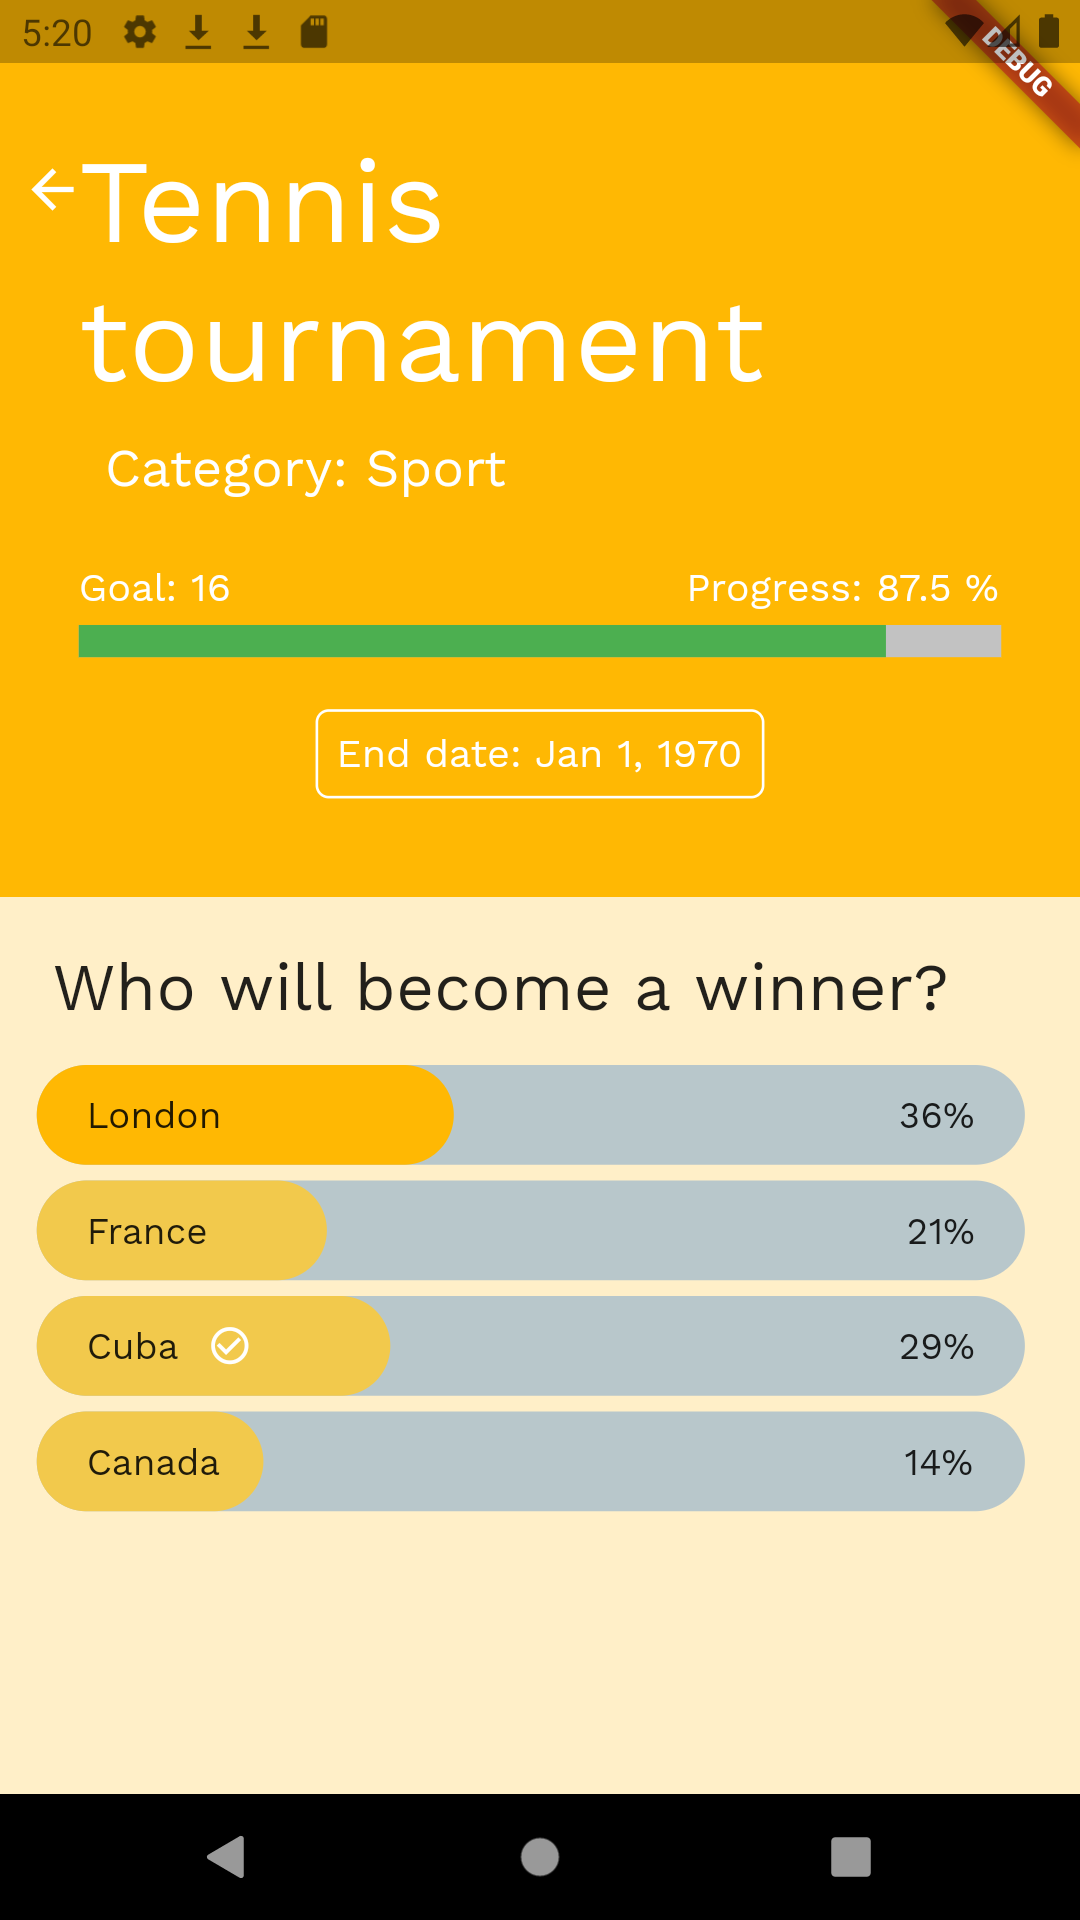 5:20
DEBUG
Tennis
tournament
Category: Sport
Goal: 16 Progress: 87.5 %
End date: Jan 1, 1970
Who will become a winner?
London 36%
France 21%
Cuba 29%
Canada 14%